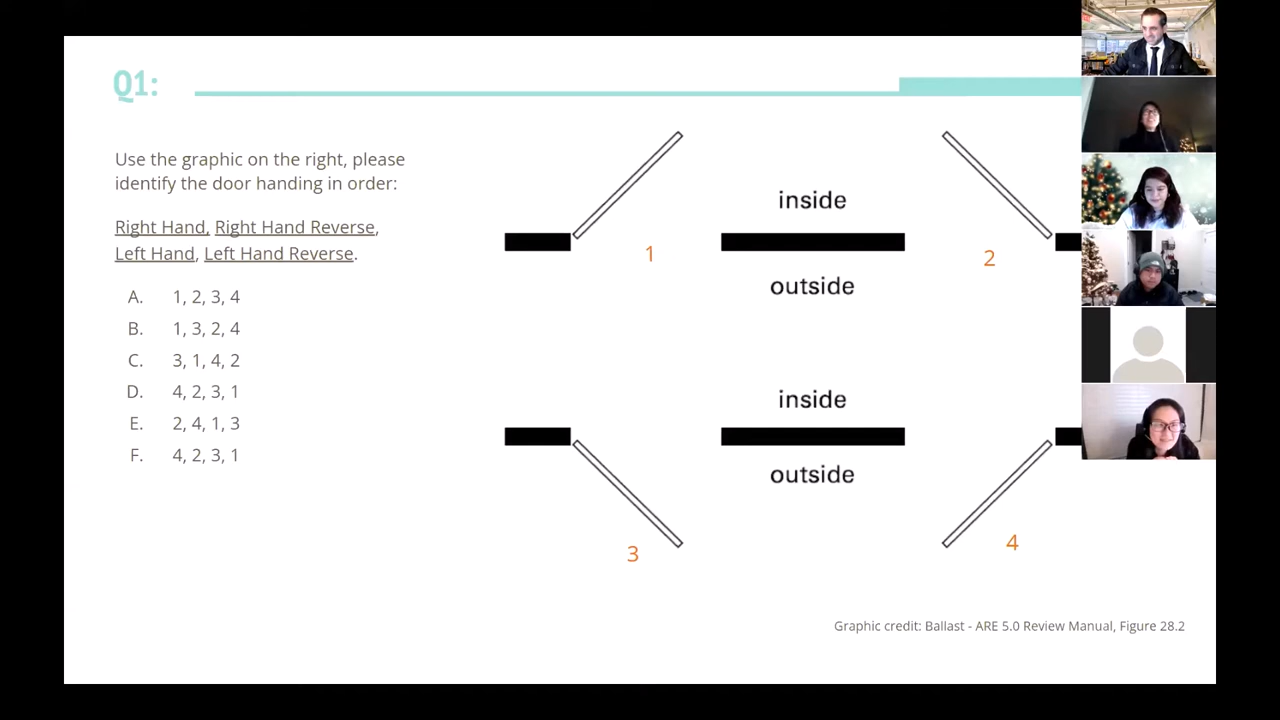 Q1:
Use the graphic on the right, please
identify the door handing in order:
Right Hand, Right Hand Reverse,
Left Hand, Left Hand Reverse.
A. 1, 2, 3, 4
B. 1, 3, 2, 4
C. 3, 1, 4, 2
D. 4, 2, 3, 1
E. 2, 4, 1, 3
F. 4, 2, 3, 1
inside
1
2
outside
inside
outside
3
4
Graphic credit: Ballast - ARE 5.0 Review Manual, Figure 28.2